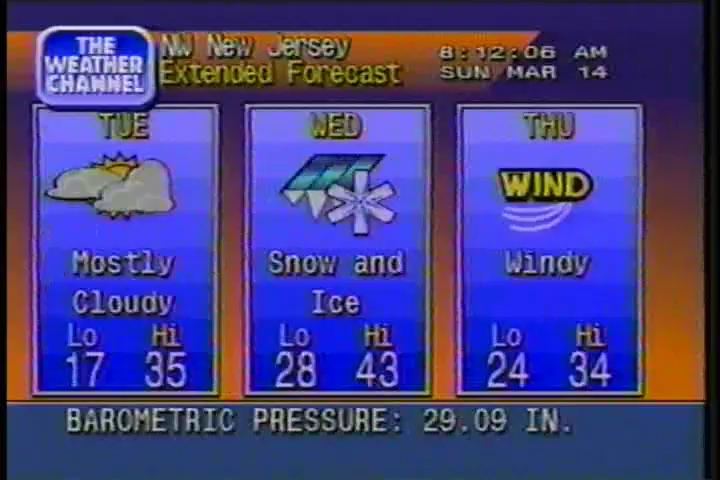 THE
WEATHER
CHANNEL
NW New Jersey
Extended Forecast
8:12:06 AM
SUN MAR 14
TUE
Mostly
Cloudy
Lo Hi
17 35
WED
Snow and
Ice
Lo Hi
28 43
THU
WIND
Windy
Lo Hi
24 34
BAROMETRIC PRESSURE: 29.09 IN.